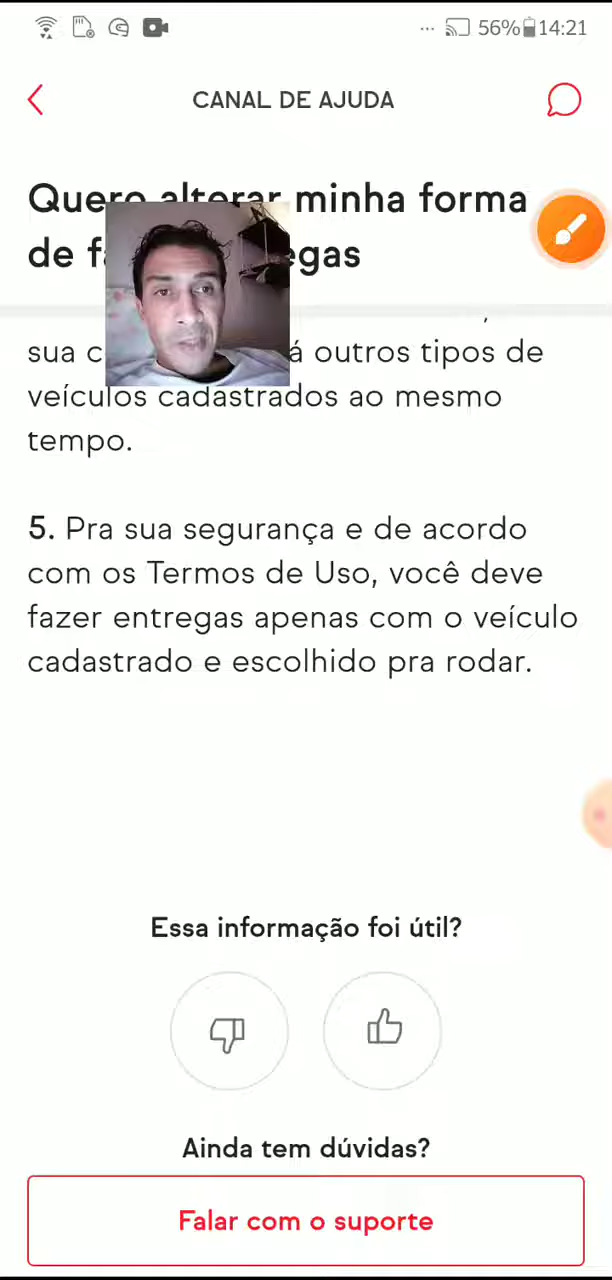 56% 14:21
CANAL DE AJUDA
Quero alterar minha forma
de egas
sua c á outros tipos de
veículos cadastrados ao mesmo
tempo.
5. Pra sua segurança e de acordo
com os Termos de Uso, você deve
fazer entregas apenas com o veículo
cadastrado e escolhido pra rodar.
Essa informação foi útil?
Ainda tem dúvidas?
Falar com o suporte